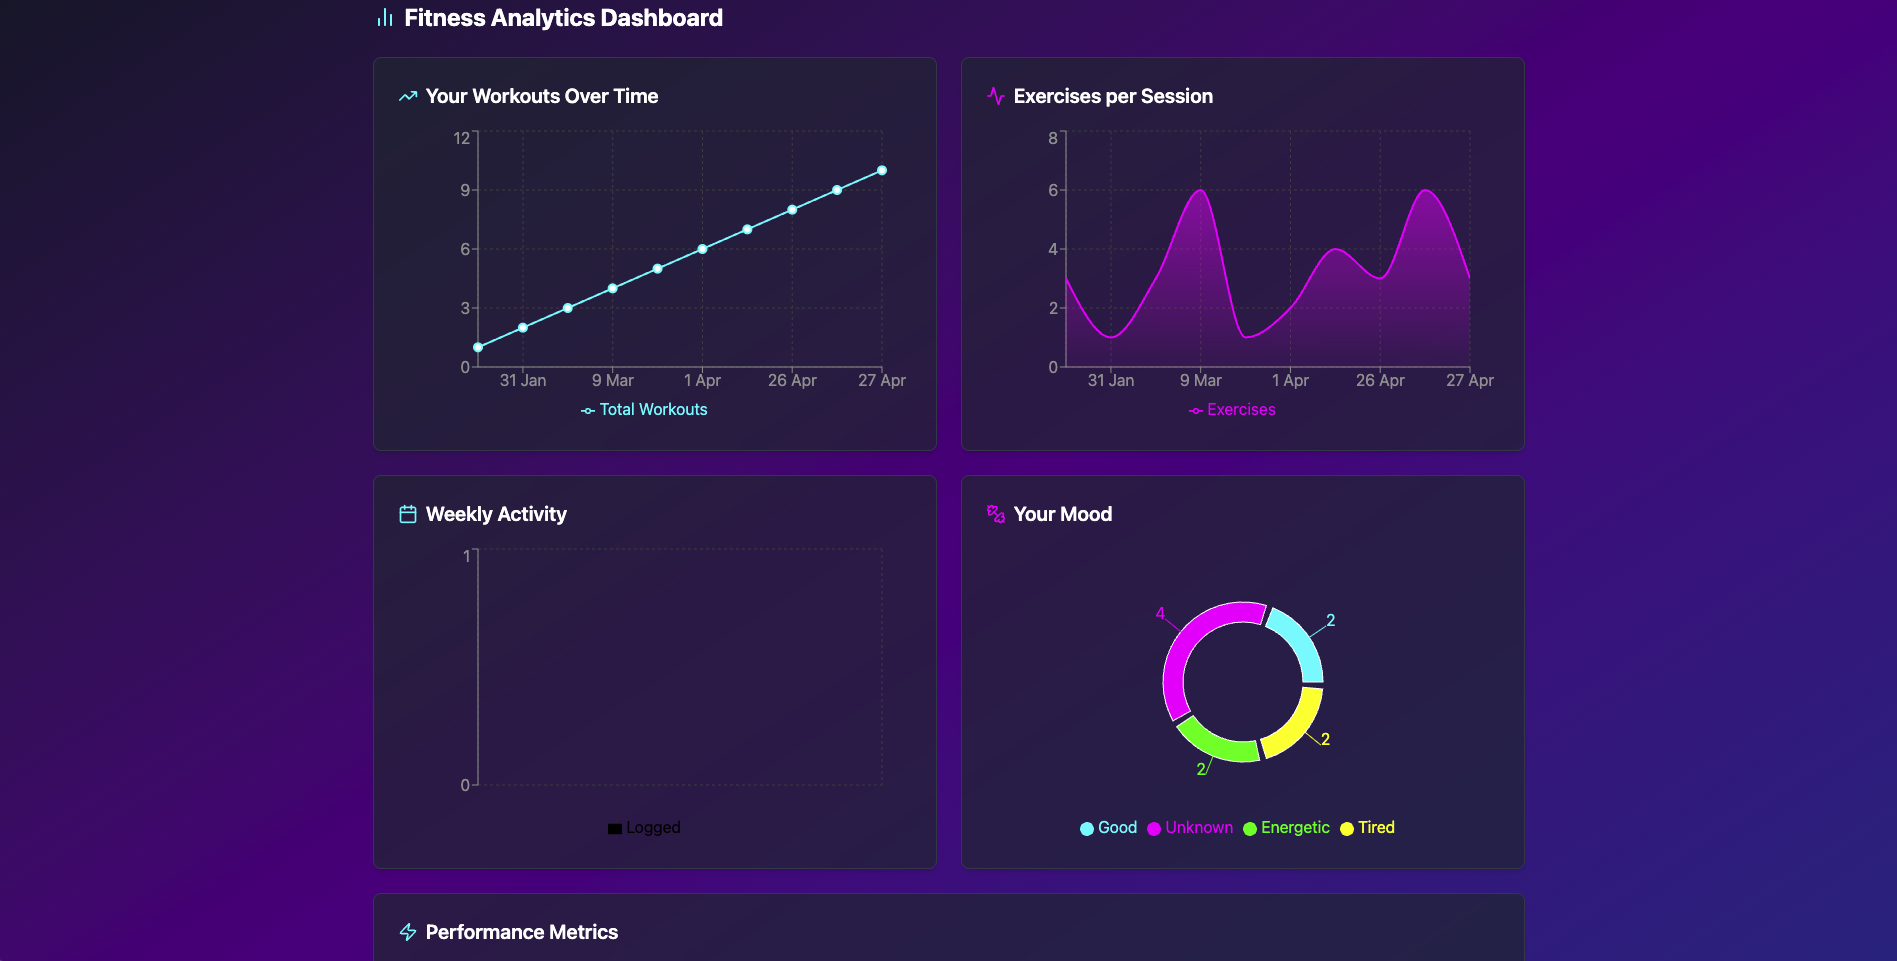 Fitness Analytics Dashboard
Your Workouts Over Time
12
9
6
3
0
31 Jan 9 Mar 1 Apr 26 Apr 27 Apr
Total Workouts
Exercises per Session
8
6
4
2
0
31 Jan 9 Mar 1 Apr 26 Apr 27 Apr
Exercises
Weekly Activity
1
0
Logged
Your Mood
4
2
2
2
Good Unknown Energetic Tired
Performance Metrics